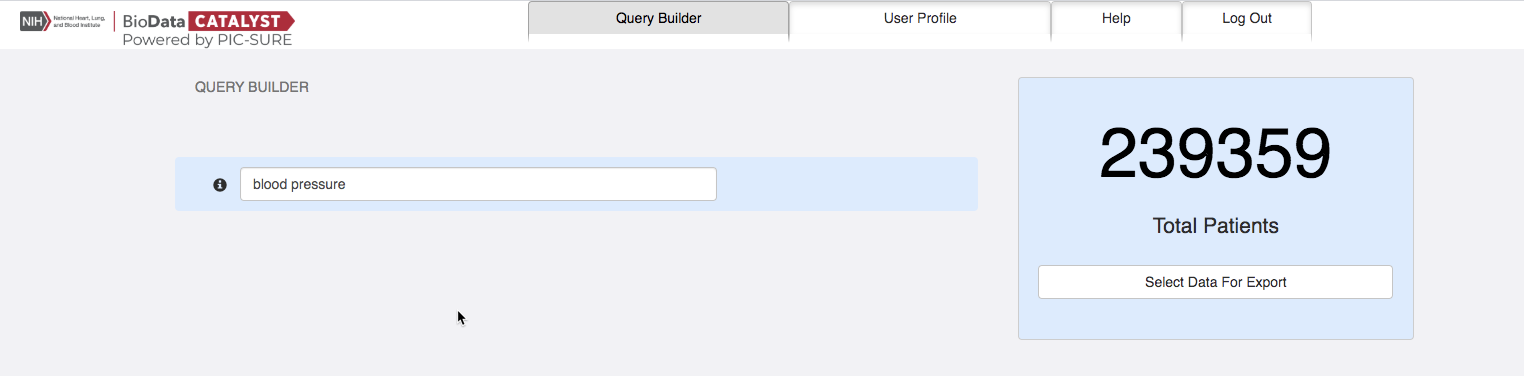 NIH National Heart, Lung,
and Blood Institute
BioData CATALYST
Powered by PIC-SURE
Query Builder
User Profile
Help
Log Out
QUERY BUILDER
blood pressure
239359
Total Patients
Select Data For Export